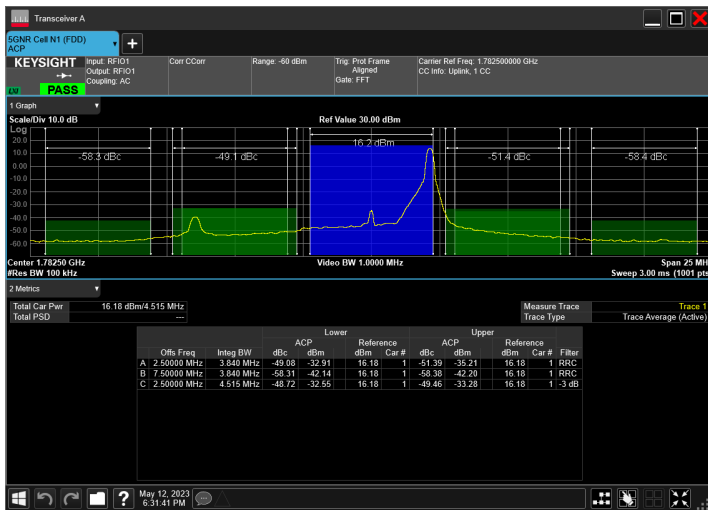 Transceiver A
5GNR Cell N1 (FDD)
ACP
KEYSIGHT
PASS
Input: RFIO1
Output: RFIO1
Coupling: AC
Corr CCorr
Range: -60 dBm
Trig: Prot Frame
Aligned
Gate: FFT
Carrier Ref Freq: 1.782500000 GHz
CC Info: Uplink, 1 CC
1 Graph
Scale/Div 10.0 dB
Ref Value 30.00 dBm
Log
20.0
10.0
0.00
-10.0
-20.0
-30.0
-40.0
-50.0
-60.0
-58.3 dBc
-49.1 dBc
16.2 dBm
-51.4 dBc
-58.4 dBc
Center 1.78250 GHz
Video BW 1.0000 MHz
Span 25 MH
#Res BW 100 kHz
Sweep 3.00 ms (1001 pts
2 Metrics
Total Car Pwr 16.18 dBm/4.515 MHz
Total PSD ---
Measure Trace Trace 1
Trace Type Trace Average (Active)
Lower Upper
ACP Reference ACP Reference
Offs Freq Integ BW dBc dBm dBm Car # dBc dBm dBm Car # Filter
A 2.50000 MHz 3.840 MHz -49.08 -32.91 16.18 1 -51.39 -35.21 16.18 1 RRC
B 7.50000 MHz 3.840 MHz -58.31 -42.14 16.18 1 -58.38 -42.20 16.18 1 RRC
C 2.50000 MHz 4.515 MHz -48.72 -32.55 16.18 1 -49.46 -33.28 16.18 1 -3 dB
May 12, 2023
6:31:41 PM